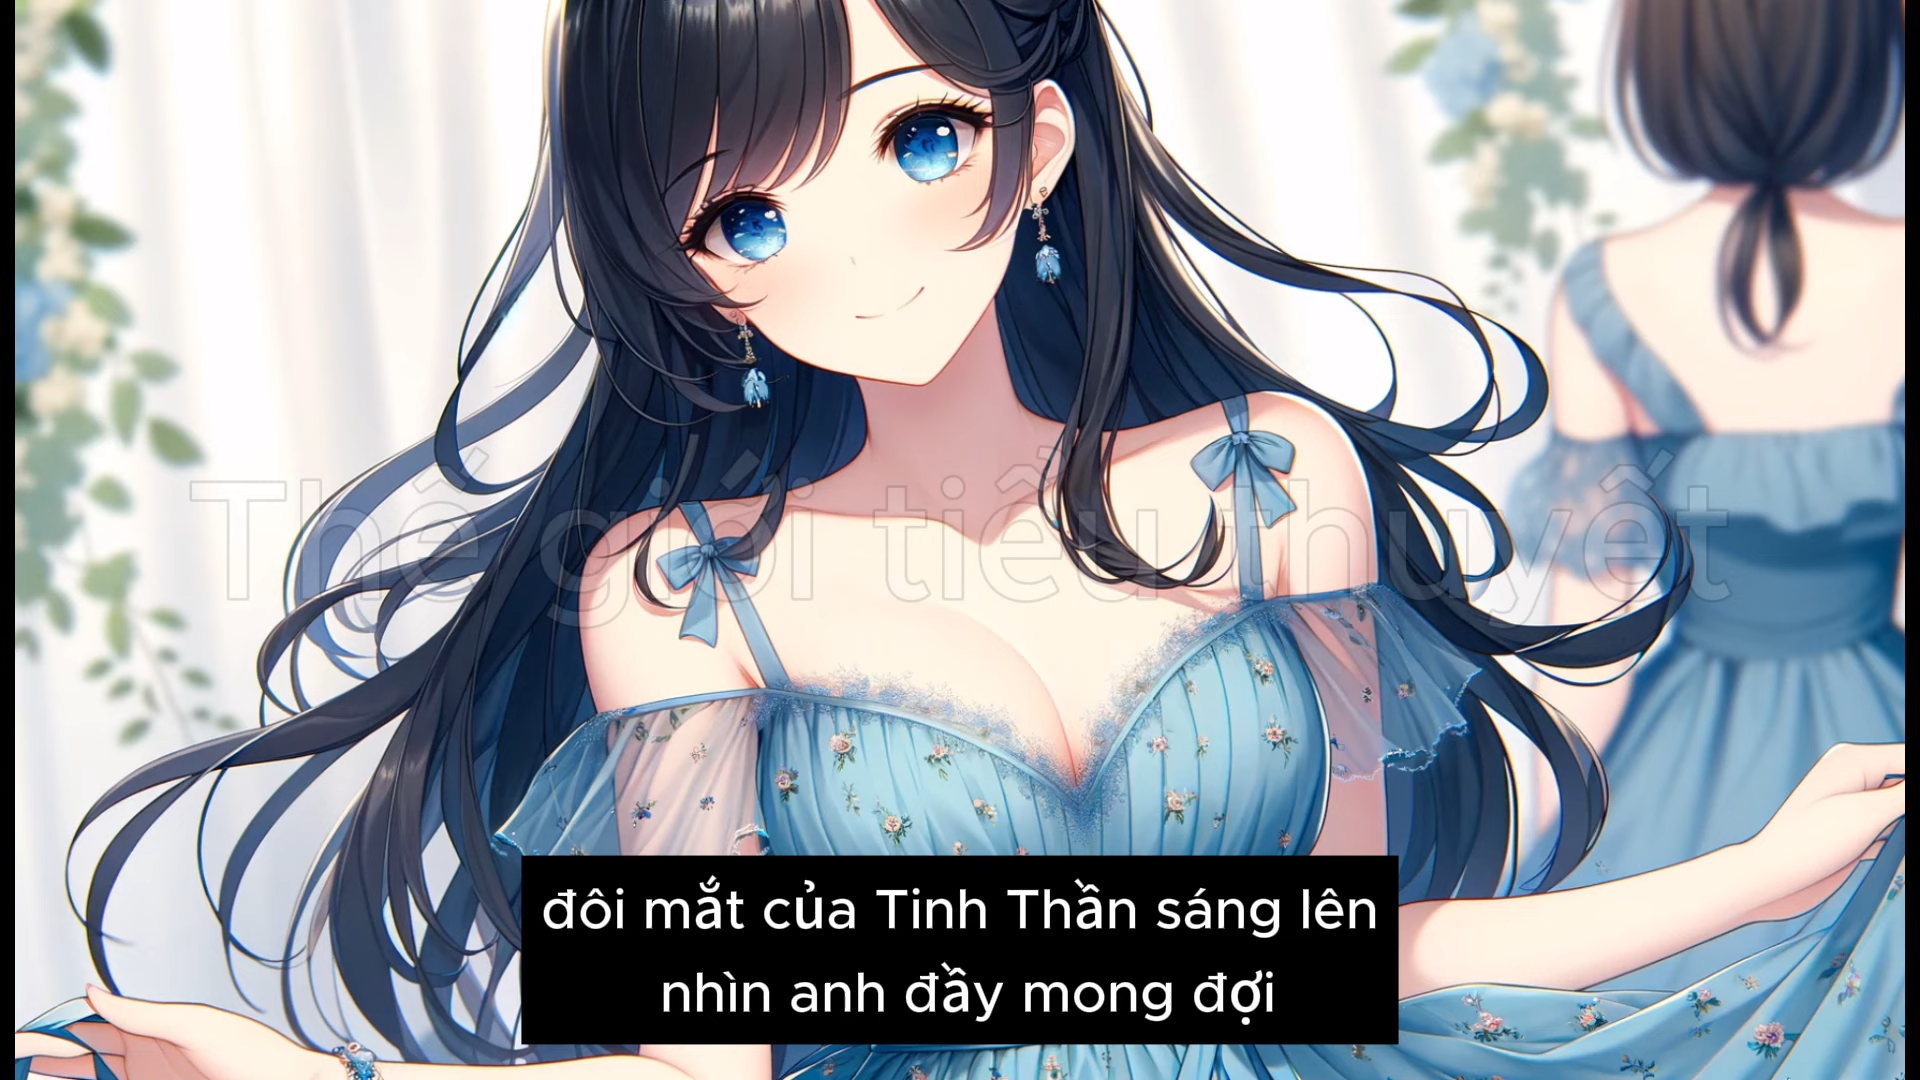 Thế giới tiểu thuyết
đôi mắt của Tinh Thần sáng lên
nhìn anh đầy mong đợi